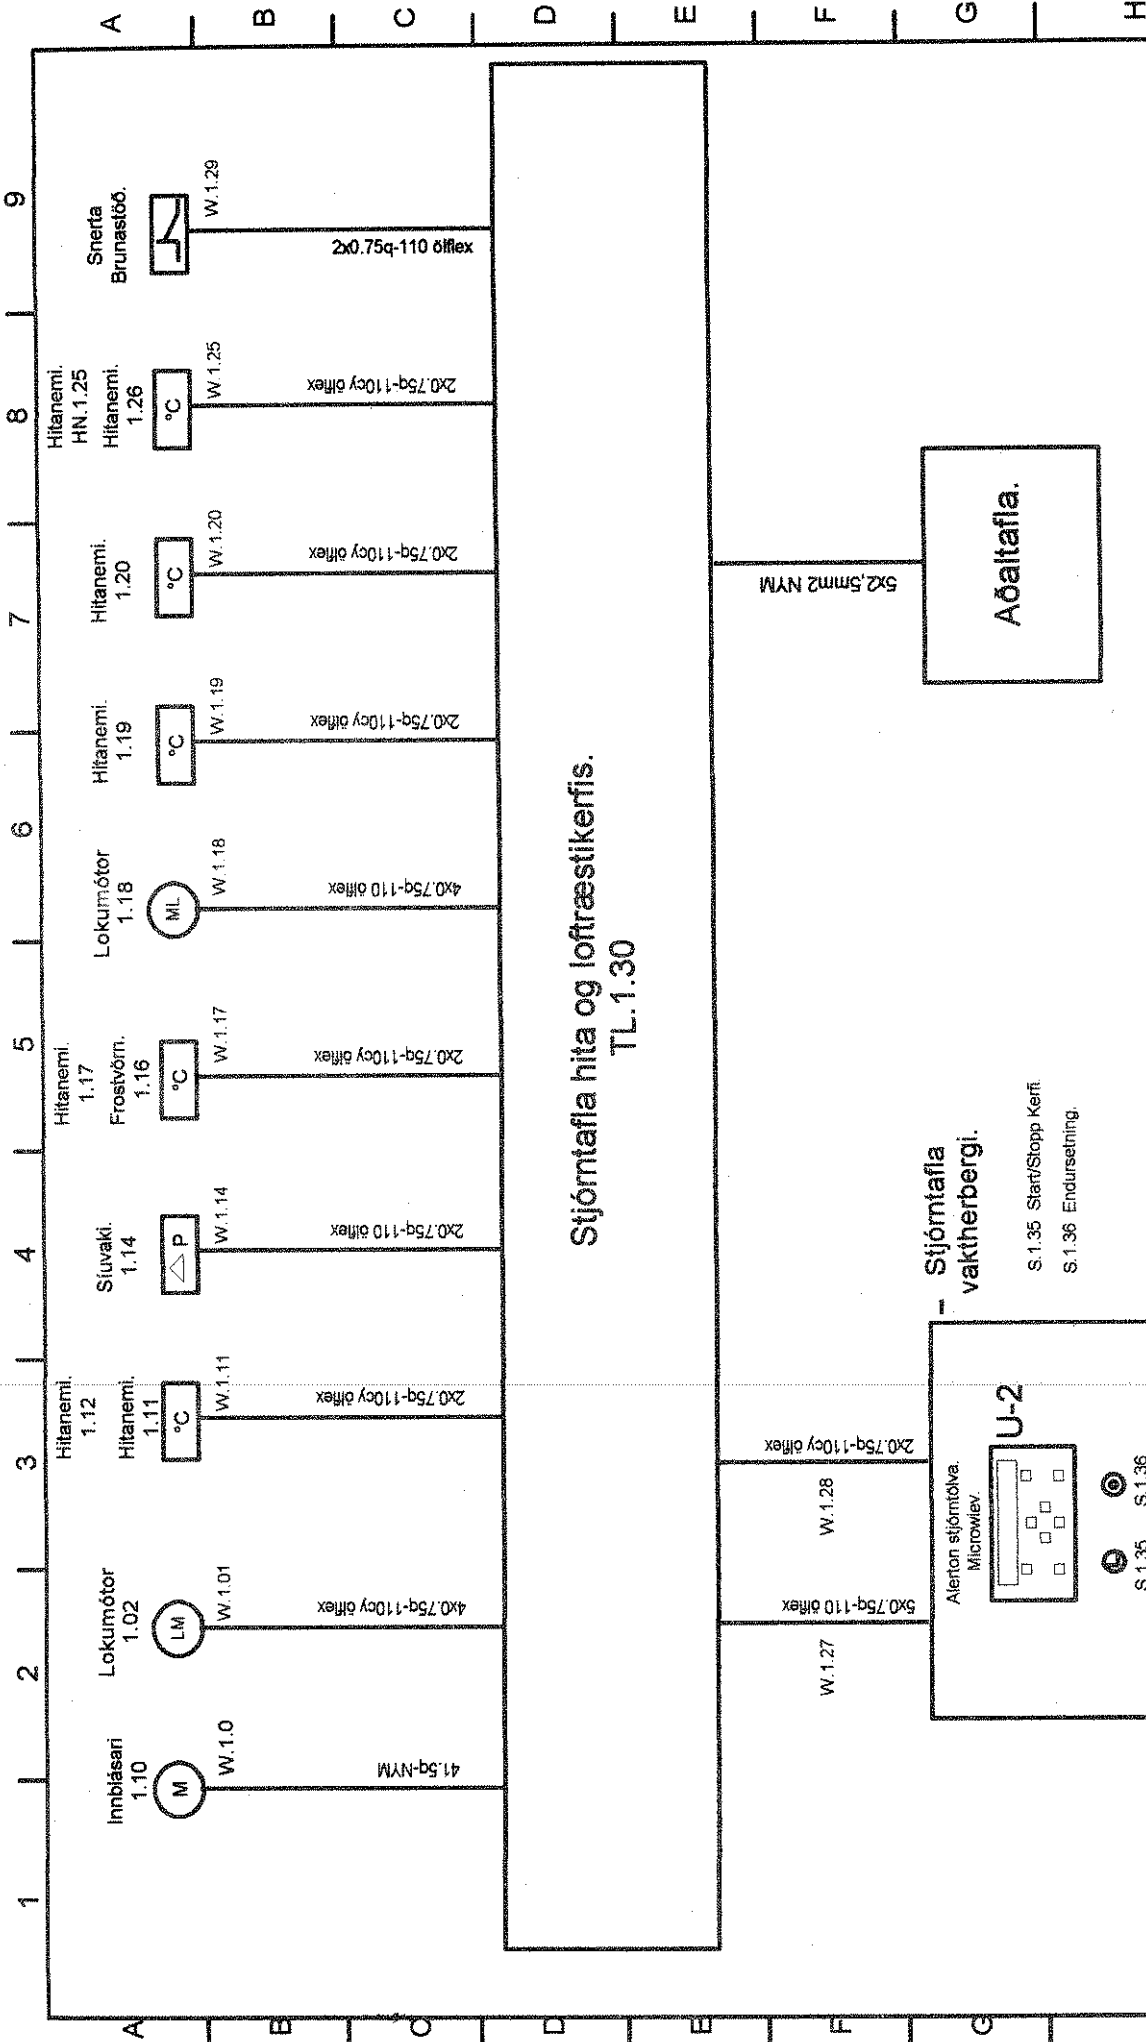 1 2 3 4 5 6 7 8 9
A
B
C
D
E
F
G
H
Innblásari
1.10
M
W.1.0
41.5q-NYM
Lokumótor
1.02
LM
W.1.01
4x0.75q-110cy ölflex
Hitanemi.
1.12
Hitanemi.
1.11
°C
W.1.11
2x0.75q-110cy ölflex
Síuvaki.
1.14
△P
W.1.14
2x0.75q-110 ölflex
Hitanemi.
1.17
Frostvörn.
1.16
°C
W.1.17
2x0.75q-110cy ölflex
Lokumótor
1.18
ML
W.1.18
4x0.75q-110 ölflex
Hitanemi.
1.19
°C
W.1.19
2x0.75q-110cy ölflex
Hitanemi.
1.20
°C
W.1.20
2x0.75q-110cy ölflex
Hitanemi.
HN.1.25
Hitanemi.
1.26
°C
W.1.25
2x0.75q-110cy ölflex
Snerta
Brunastöð.
W.1.29
2x0.75q-110 ölflex
Stjórntafla hita og loftræstikerfis.
TL.1.30
W.1.27
5x0.75q-110 ölflex
W.1.28
2x0.75q-110cy ölflex
5x2,5mm2 NYM
Aðaltafla.
Alerton stjórntölva.
Microwiev.
U-2
S.1.35
S.1.36
– Stjórntafla
vaktherbergi.
S.1.35 Start/Stopp Kerfi.
S.1.36 Endursetning.
A
B
C
D
E
F
G